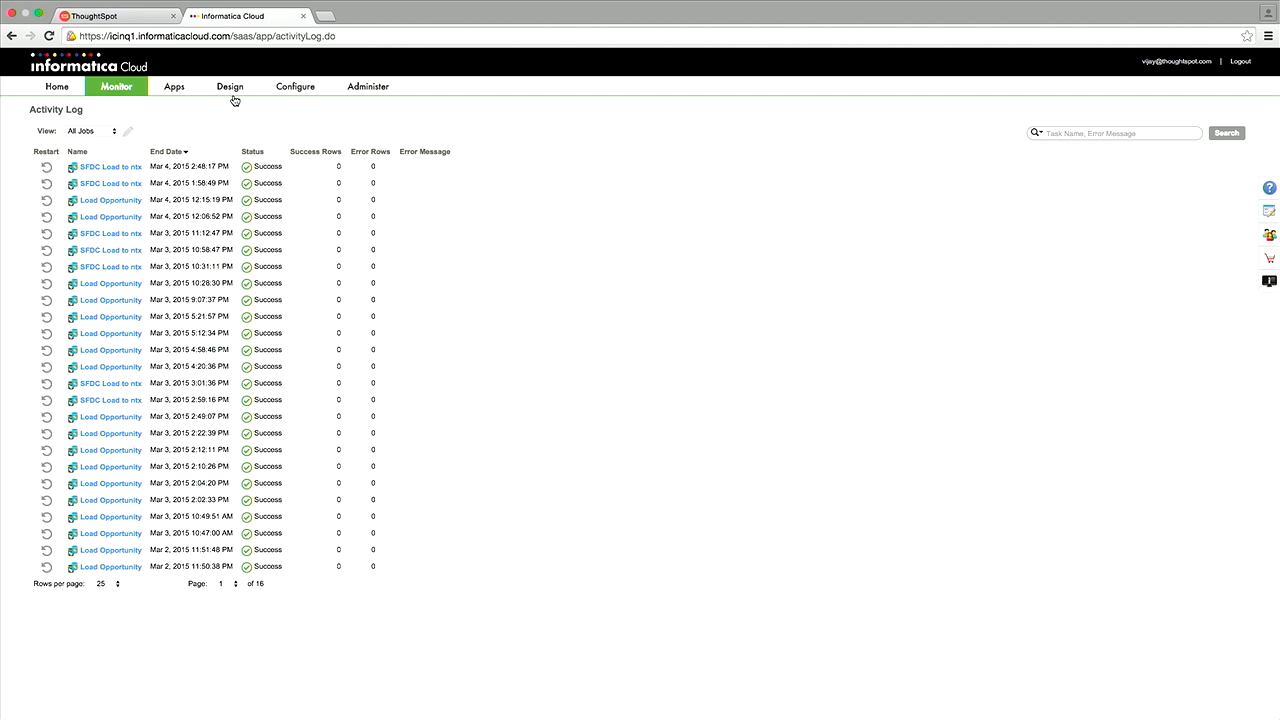 ThoughtSpot
Informatica Cloud
https://icinq1.informaticacloud.com/saas/app/activityLog.do
informatica Cloud
vijay@thoughtspot.com | Logout
Home Monitor Apps Design Configure Administer
Activity Log
View: All Jobs
Task Name, Error Message Search
Restart Name End Date Status Success Rows Error Rows Error Message
SFDC Load to ntx Mar 4, 2015 2:48:17 PM Success 0 0
SFDC Load to ntx Mar 4, 2015 1:58:49 PM Success 0 0
Load Opportunity Mar 4, 2015 12:15:19 PM Success 0 0
Load Opportunity Mar 4, 2015 12:06:52 PM Success 0 0
SFDC Load to ntx Mar 3, 2015 11:12:47 PM Success 0 0
SFDC Load to ntx Mar 3, 2015 10:58:47 PM Success 0 0
SFDC Load to ntx Mar 3, 2015 10:31:11 PM Success 0 0
Load Opportunity Mar 3, 2015 10:28:30 PM Success 0 0
Load Opportunity Mar 3, 2015 9:07:37 PM Success 0 0
Load Opportunity Mar 3, 2015 5:21:57 PM Success 0 0
Load Opportunity Mar 3, 2015 5:12:34 PM Success 0 0
Load Opportunity Mar 3, 2015 4:58:46 PM Success 0 0
Load Opportunity Mar 3, 2015 4:20:36 PM Success 0 0
SFDC Load to ntx Mar 3, 2015 3:01:36 PM Success 0 0
SFDC Load to ntx Mar 3, 2015 2:59:16 PM Success 0 0
Load Opportunity Mar 3, 2015 2:49:07 PM Success 0 0
Load Opportunity Mar 3, 2015 2:22:39 PM Success 0 0
Load Opportunity Mar 3, 2015 2:12:11 PM Success 0 0
Load Opportunity Mar 3, 2015 2:10:26 PM Success 0 0
Load Opportunity Mar 3, 2015 2:04:20 PM Success 0 0
Load Opportunity Mar 3, 2015 2:02:33 PM Success 0 0
Load Opportunity Mar 3, 2015 10:49:51 AM Success 0 0
Load Opportunity Mar 3, 2015 10:47:00 AM Success 0 0
Load Opportunity Mar 2, 2015 11:51:48 PM Success 0 0
Load Opportunity Mar 2, 2015 11:50:38 PM Success 0 0
Rows per page: 25 Page: 1 of 16